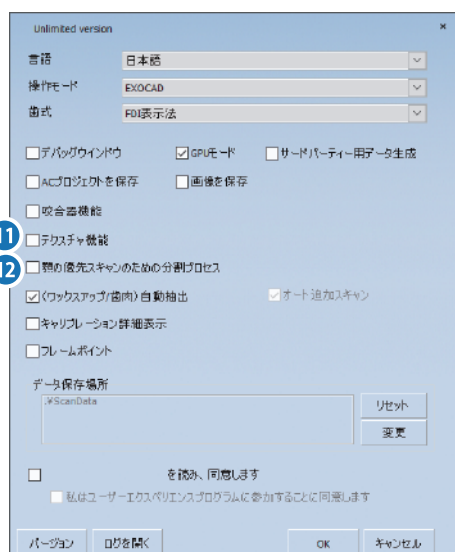 Unlimited version ×
言語 日本語
操作モード EXOCAD
歯式 FDI表示法
デバッグウインドウ GPUモード サードパーティー用データ生成
ACプロジェクトを保存 画像を保存
咬合器機能
11 テクスチャ機能
12 顎の優先スキャンのための分割プロセス
(ワックスアップ/歯肉)自動抽出 オート追加スキャン
キャリブレーション詳細表示
フレームポイント
データ保存場所
.¥ScanData
リセット
変更
を読み、同意します
私はユーザーエクスペリエンスプログラムに参加することに同意します
バージョン ログを開く OK キャンセル